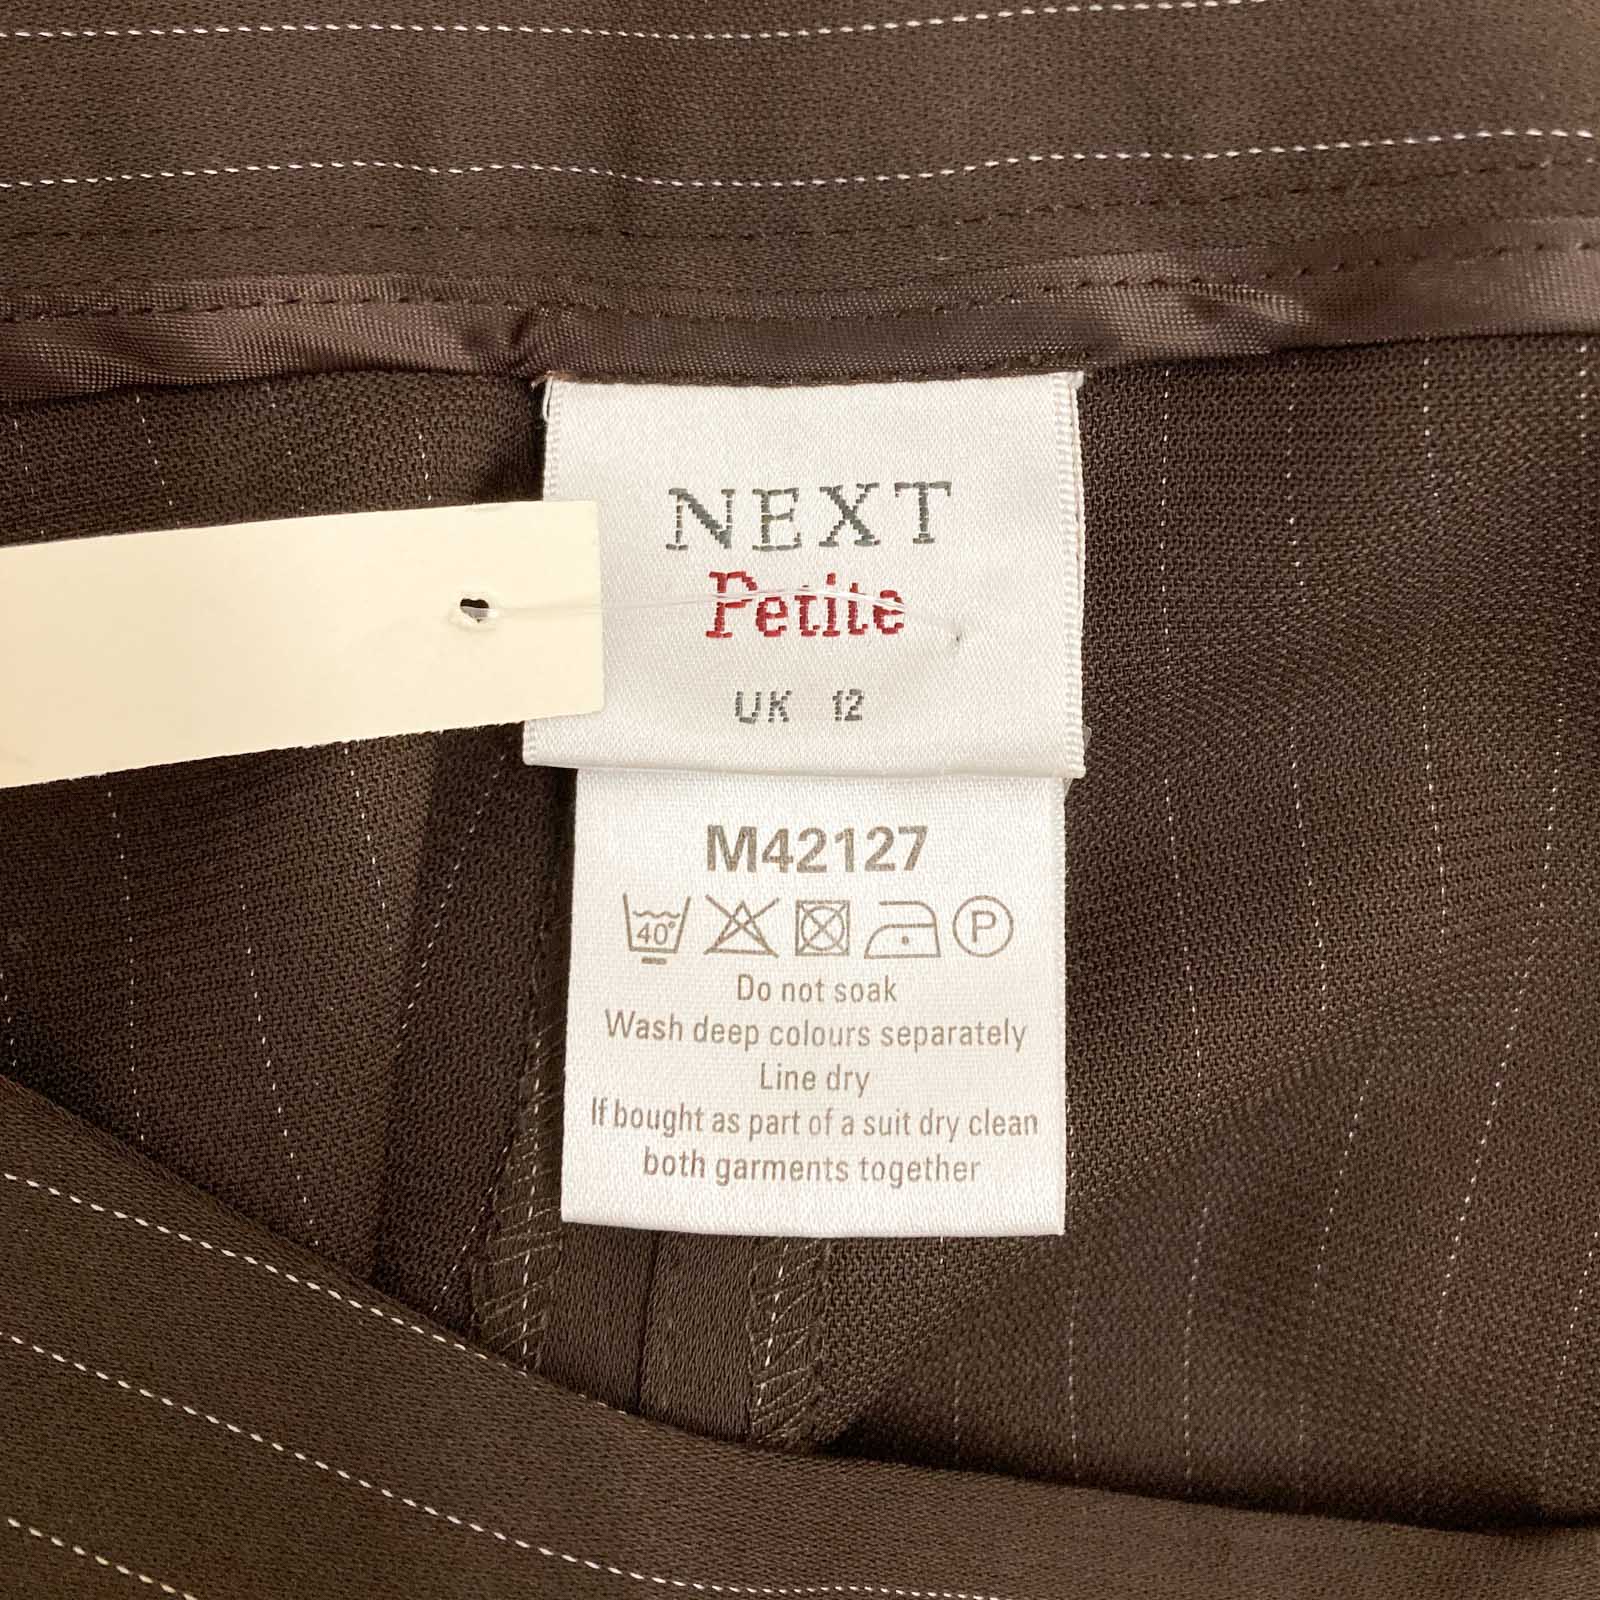 NEXT
Petite
UK 12
M42127
40° P
Do not soak
Wash deep colours separately
Line dry
If bought as part of a suit dry clean
both garments together